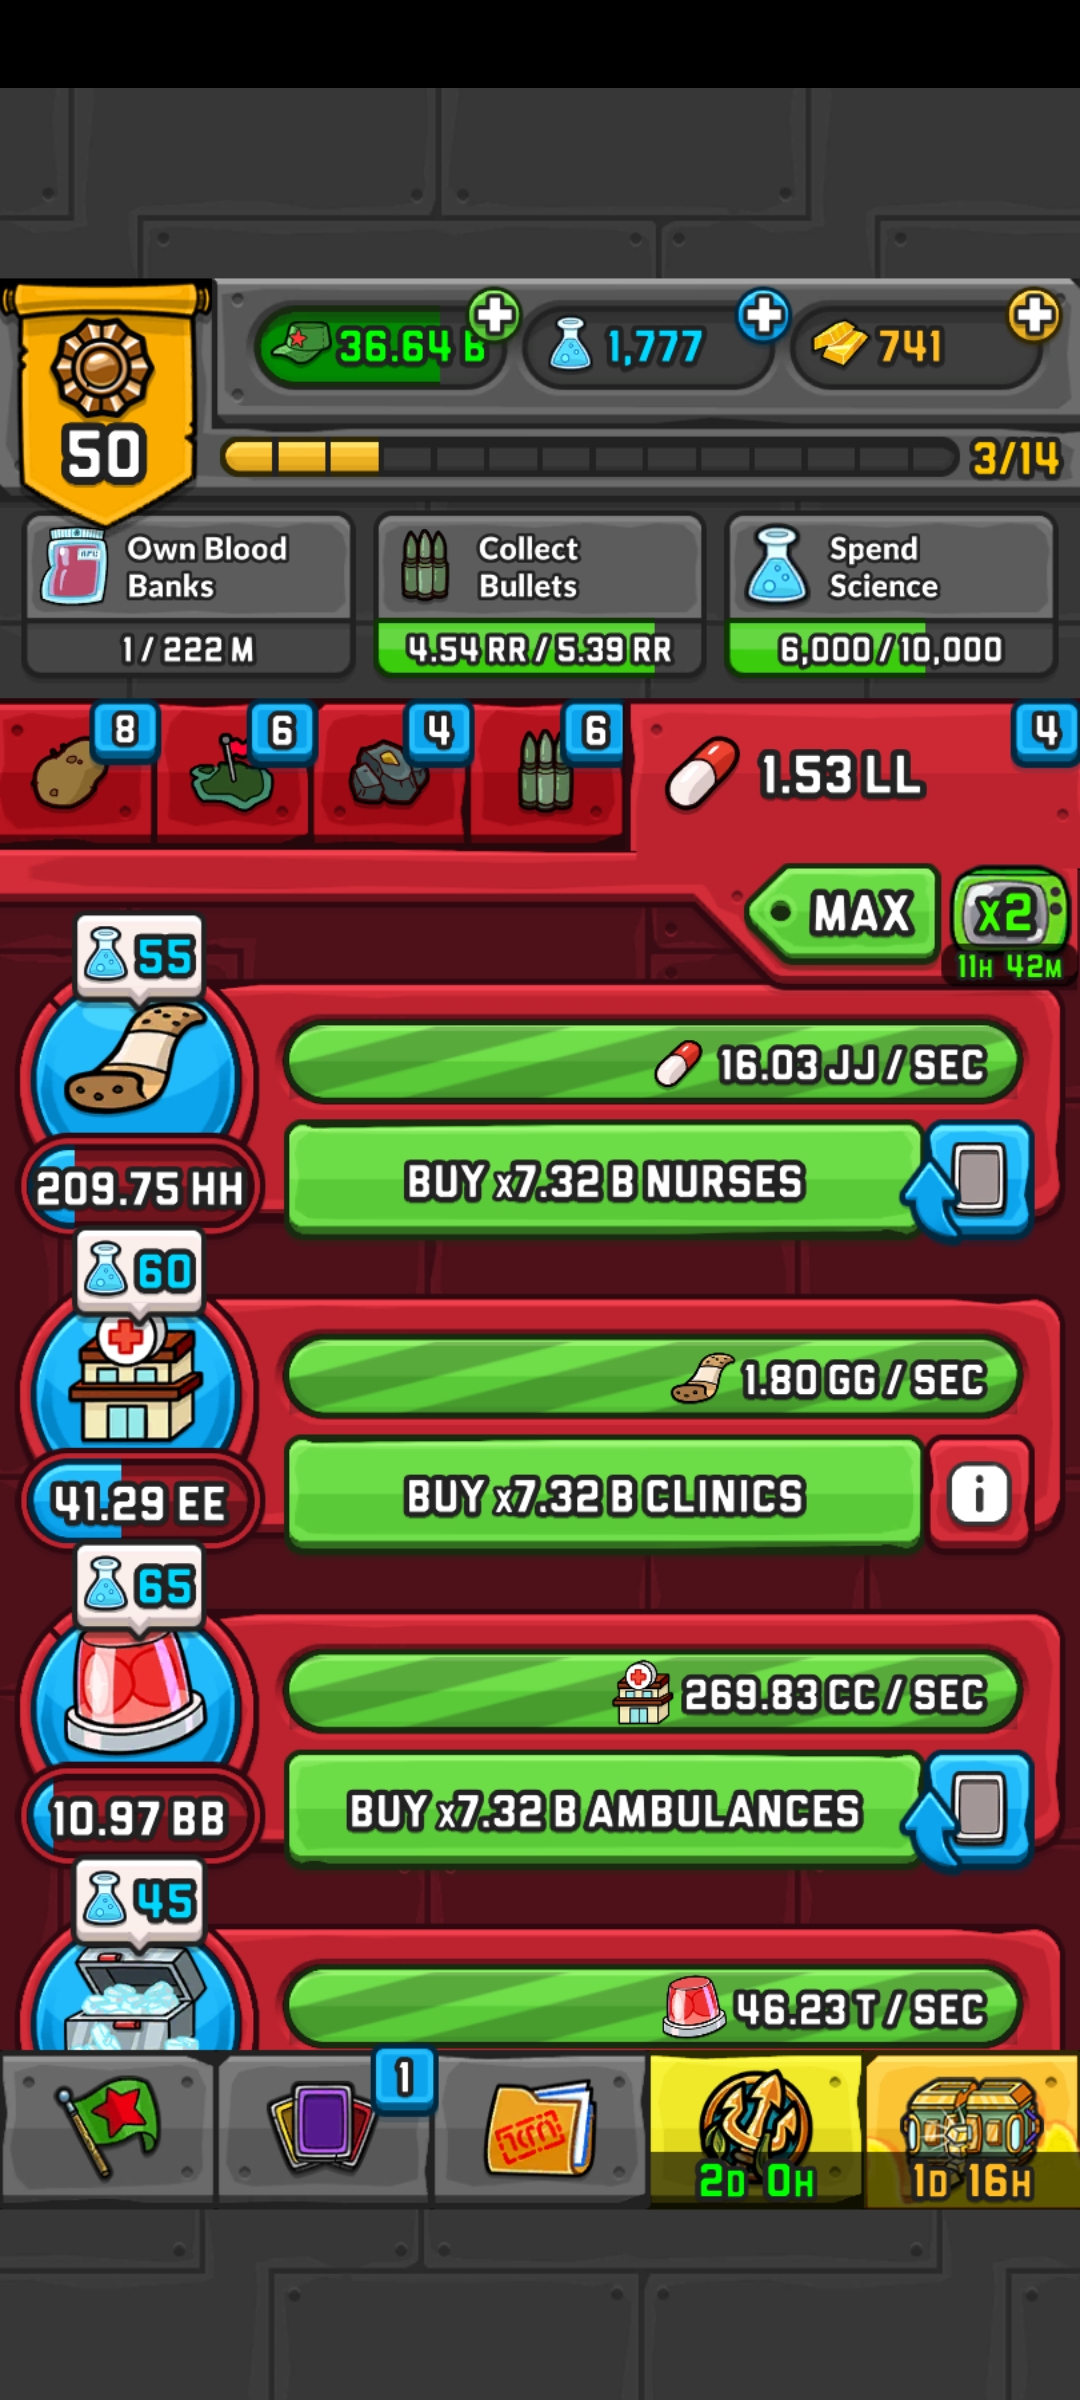 50
36.64 B
1,777
741
3/14
Own Blood
Banks
1 / 222 M
Collect
Bullets
4.54 RR / 5.39 RR
Spend
Science
6,000 / 10,000
8
6
4
6
1.53 LL
4
MAX
x2
11H 42M
55
16.03 JJ / SEC
209.75 HH
BUY x7.32 B NURSES
60
1.80 GG / SEC
41.29 EE
BUY x7.32 B CLINICS
i
65
269.83 CC / SEC
10.97 BB
BUY x7.32 B AMBULANCES
45
46.23 T / SEC
1
2D 0H
1D 16H